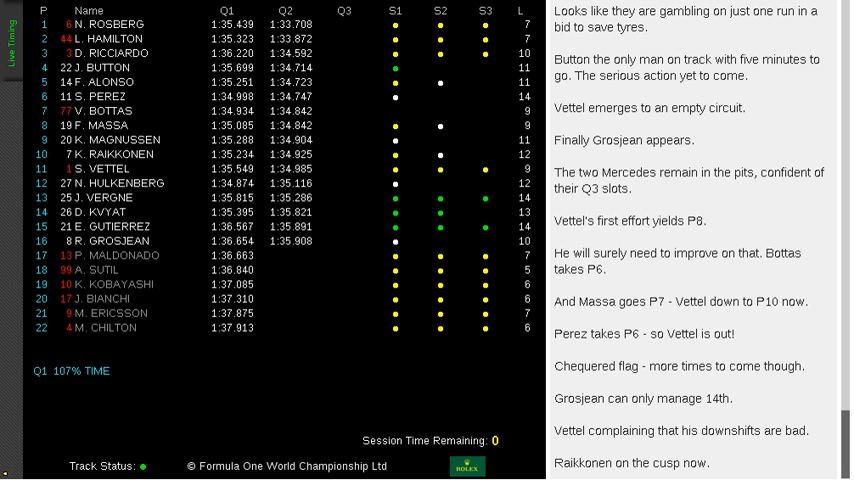 Live Timing
P Name Q1 Q2 Q3 S1 S2 S3 L
1 6 N. ROSBERG 1:35.439 1:33.708 7
2 44 L. HAMILTON 1:35.323 1:33.872 7
3 3 D. RICCIARDO 1:36.220 1:34.592 10
4 22 J. BUTTON 1:35.699 1:34.714 11
5 14 F. ALONSO 1:35.251 1:34.723 11
6 11 S. PEREZ 1:34.998 1:34.747 14
7 77 V. BOTTAS 1:34.934 1:34.842 9
8 19 F. MASSA 1:35.085 1:34.842 9
9 20 K. MAGNUSSEN 1:35.288 1:34.904 11
10 7 K. RAIKKONEN 1:35.234 1:34.925 12
11 1 S. VETTEL 1:35.549 1:34.985 9
12 27 N. HULKENBERG 1:34.874 1:35.116 12
13 25 J. VERGNE 1:35.815 1:35.286 14
14 26 D. KVYAT 1:35.395 1:35.821 13
15 21 E. GUTIERREZ 1:36.567 1:35.891 14
16 8 R. GROSJEAN 1:36.654 1:35.908 10
17 13 P. MALDONADO 1:36.663 7
18 99 A. SUTIL 1:36.840 5
19 10 K. KOBAYASHI 1:37.085 6
20 17 J. BIANCHI 1:37.310 6
21 9 M. ERICSSON 1:37.875 7
22 4 M. CHILTON 1:37.913 6
Q1 107% TIME
Session Time Remaining: 0
Track Status: © Formula One World Championship Ltd ROLEX
Looks like they are gambling on just one run in a
bid to save tyres.
Button the only man on track with five minutes to
go. The serious action yet to come.
Vettel emerges to an empty circuit.
Finally Grosjean appears.
The two Mercedes remain in the pits, confident of
their Q3 slots.
Vettel's first effort yields P8.
He will surely need to improve on that. Bottas
takes P6.
And Massa goes P7 - Vettel down to P10 now.
Perez takes P6 - so Vettel is out!
Chequered flag - more times to come though.
Grosjean can only manage 14th.
Vettel complaining that his downshifts are bad.
Raikkonen on the cusp now.